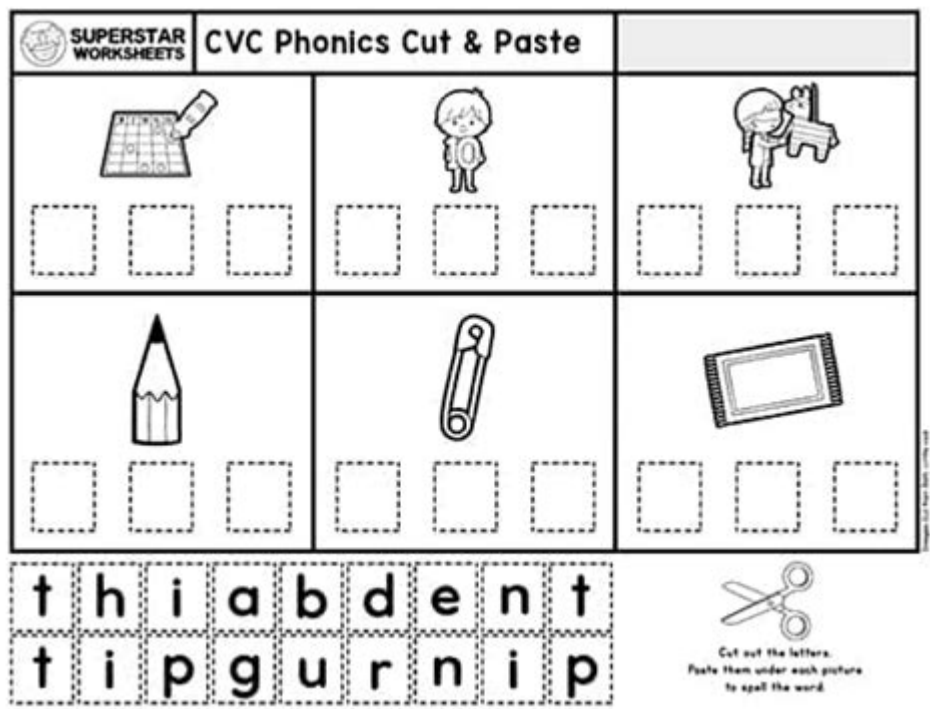 SUPERSTAR
WORKSHEETS
CVC Phonics Cut & Paste
10
t h i a b d e n t
t i p g u r n i p
Cut out the letters.
Paste them under each picture
to spell the word.